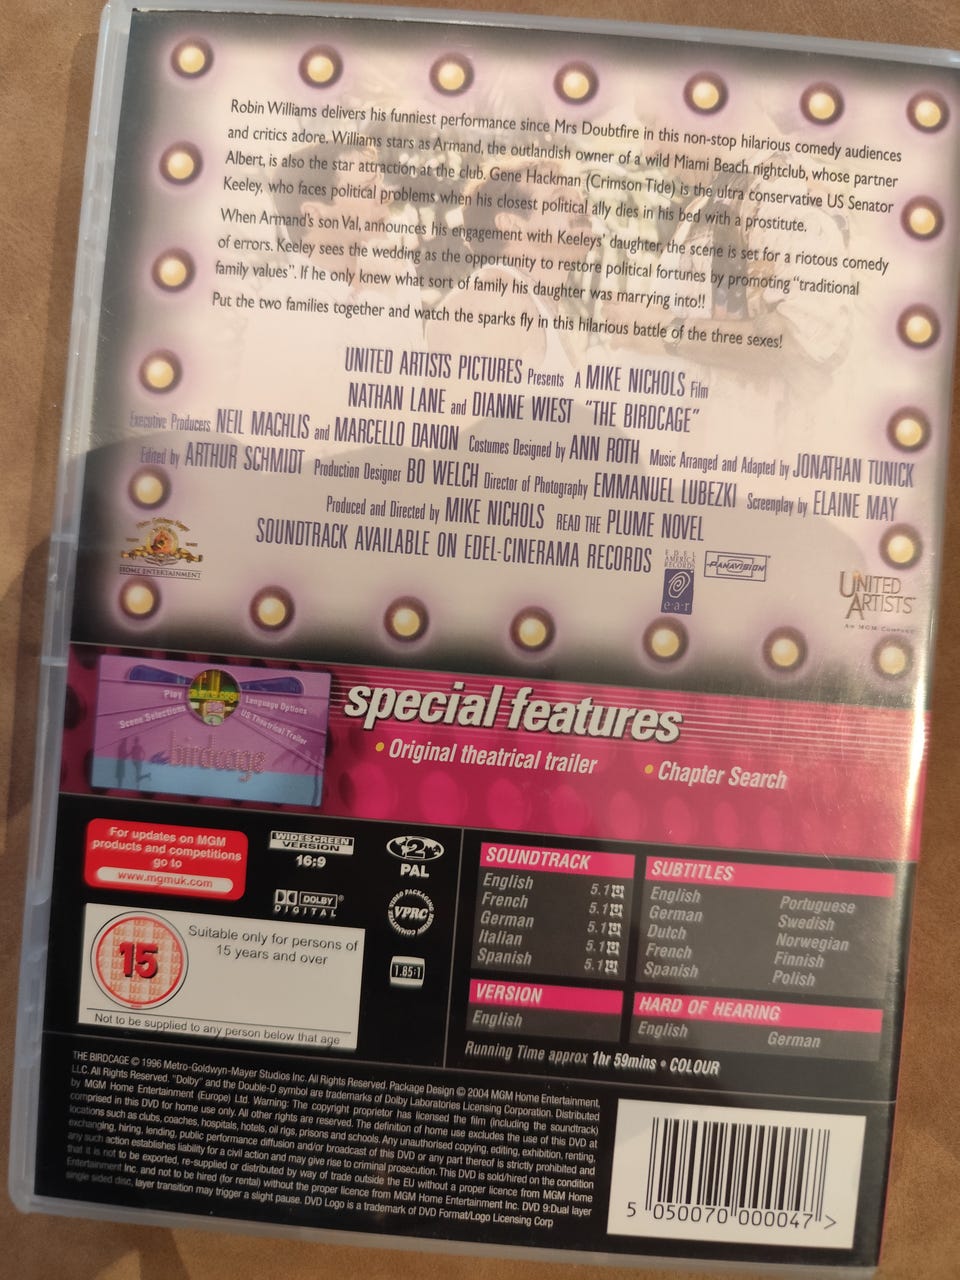 Robin Williams delivers his funniest performance since Mrs Doubtfire in this non-stop hilarious comedy audiences
and critics adore. Williams stars as Armand, the outlandish owner of a wild Miami Beach nightclub, whose partner
Albert, is also the star attraction at the club. Gene Hackman (Crimson Tide) is the ultra conservative US Senator
Keeley, who faces political problems when his closest political ally dies in his bed with a prostitute.
When Armand's son Val, announces his engagement with Keeleys' daughter, the scene is set for a riotous comedy
of errors. Keeley sees the wedding as the opportunity to restore political fortunes by promoting "traditional
family values". If he only knew what sort of family his daughter was marrying into!!
Put the two families together and watch the sparks fly in this hilarious battle of the three sexes!
UNITED ARTISTS PICTURES Presents A MIKE NICHOLS Film
NATHAN LANE and DIANNE WIEST "THE BIRDCAGE"
Executive Producers NEIL MACHLIS and MARCELLO DANON Costumes Designed by ANN ROTH Music Arranged and Adapted by JONATHAN TUNICK
Edited by ARTHUR SCHMIDT Production Designer BO WELCH Director of Photography EMMANUEL LUBEZKI Screenplay by ELAINE MAY
Produced and Directed by MIKE NICHOLS READ THE PLUME NOVEL
SOUNDTRACK AVAILABLE ON EDEL-CINERAMA RECORDS
EDEL
AMERICA
RECORDS
e·a·r
PANAVISION®
HOME ENTERTAINMENT
UNITED
ARTISTS
AN MGM COMPANY
Play
Scene Selections
Language Options
US Theatrical Trailer
birdcage
special features
• Original theatrical trailer
• Chapter Search
For updates on MGM
products and competitions
go to
www.mgmuk.com
WIDESCREEN
VERSION
16:9
DOLBY
DIGITAL
2
PAL
VIDEO PACKAGING REVIEW COMMITTEE
VPRC
1.85:1
15
Suitable only for persons of
15 years and over
Not to be supplied to any person below that age
SOUNDTRACK
English 5.1
French 5.1
German 5.1
Italian 5.1
Spanish 5.1
SUBTITLES
English Portuguese
German Swedish
Dutch Norwegian
French Finnish
Spanish Polish
VERSION
English
HARD OF HEARING
English German
Running Time approx 1hr 59mins • COLOUR
THE BIRDCAGE © 1996 Metro-Goldwyn-Mayer Studios Inc. All Rights Reserved. Package Design © 2004 MGM Home Entertainment
LLC. All Rights Reserved. "Dolby" and the Double-D symbol are trademarks of Dolby Laboratories Licensing Corporation. Distributed
by MGM Home Entertainment (Europe) Ltd. Warning: The copyright proprietor has licensed the film (including the soundtrack)
comprised in this DVD for home use only. All other rights are reserved. The definition of home use excludes the use of this DVD at
locations such as clubs, coaches, hospitals, hotels, oil rigs, prisons and schools. Any unauthorised copying, editing, exhibition, renting,
exchanging, hiring, lending, public performance diffusion and/or broadcast of this DVD or any part thereof is strictly prohibited and
any such action establishes liability for a civil action and may give rise to criminal prosecution. This DVD is sold/hired on the condition
that it is not to be exported, re-supplied or distributed by way of trade outside the EU without a proper licence from MGM Home
Entertainment Inc. and not to be hired (for rental) without the proper licence from MGM Home Entertainment Inc. DVD 9:Dual layer
single sided disc, layer transition may trigger a slight pause. DVD Logo is a trademark of DVD Format/Logo Licensing Corp
5 050070 000047 >